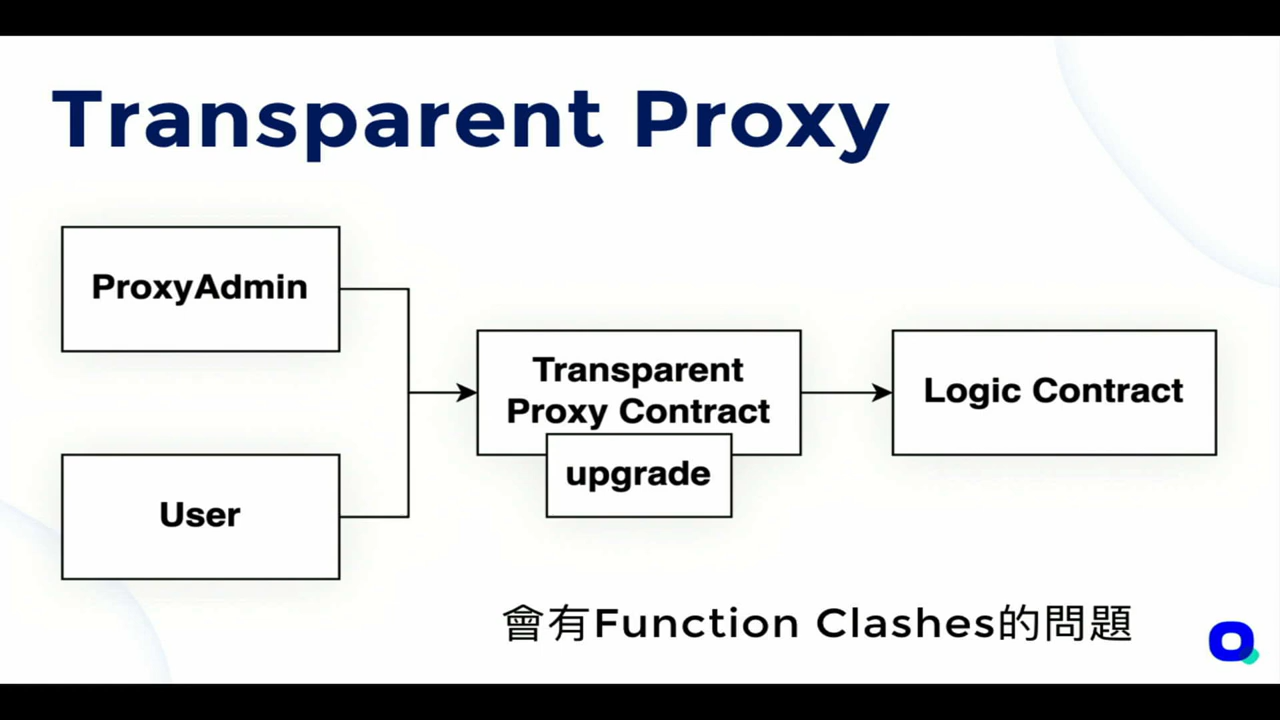 Transparent Proxy
ProxyAdmin
User
Transparent
Proxy Contract
upgrade
Logic Contract
會有Function Clashes的問題